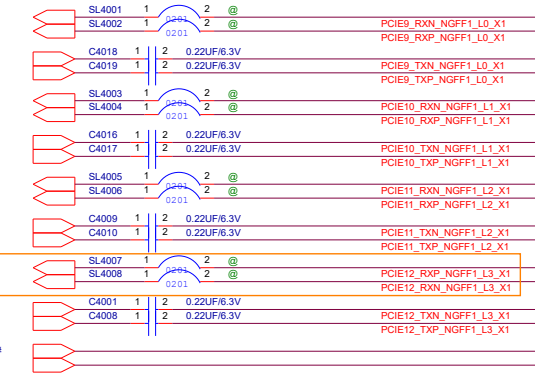 SL4001 1 2 @
SL4002 1 0201 2 @ PCIE9_RXN_NGFF1_L0_X1
0201 PCIE9_RXP_NGFF1_L0_X1
C4018 1 2 0.22UF/6.3V
C4019 1 2 0.22UF/6.3V PCIE9_TXN_NGFF1_L0_X1
PCIE9_TXP_NGFF1_L0_X1
SL4003 1 2 @
SL4004 1 0201 2 @ PCIE10_RXN_NGFF1_L1_X1
0201 PCIE10_RXP_NGFF1_L1_X1
C4016 1 2 0.22UF/6.3V
C4017 1 2 0.22UF/6.3V PCIE10_TXN_NGFF1_L1_X1
PCIE10_TXP_NGFF1_L1_X1
SL4005 1 2 @
SL4006 1 0201 2 @ PCIE11_RXN_NGFF1_L2_X1
0201 PCIE11_RXP_NGFF1_L2_X1
C4009 1 2 0.22UF/6.3V
C4010 1 2 0.22UF/6.3V PCIE11_TXN_NGFF1_L2_X1
PCIE11_TXP_NGFF1_L2_X1
SL4007 1 2 @
SL4008 1 0201 2 @ PCIE12_RXP_NGFF1_L3_X1
0201 PCIE12_RXN_NGFF1_L3_X1
C4001 1 2 0.22UF/6.3V
C4008 1 2 0.22UF/6.3V PCIE12_TXN_NGFF1_L3_X1
PCIE12_TXP_NGFF1_L3_X1